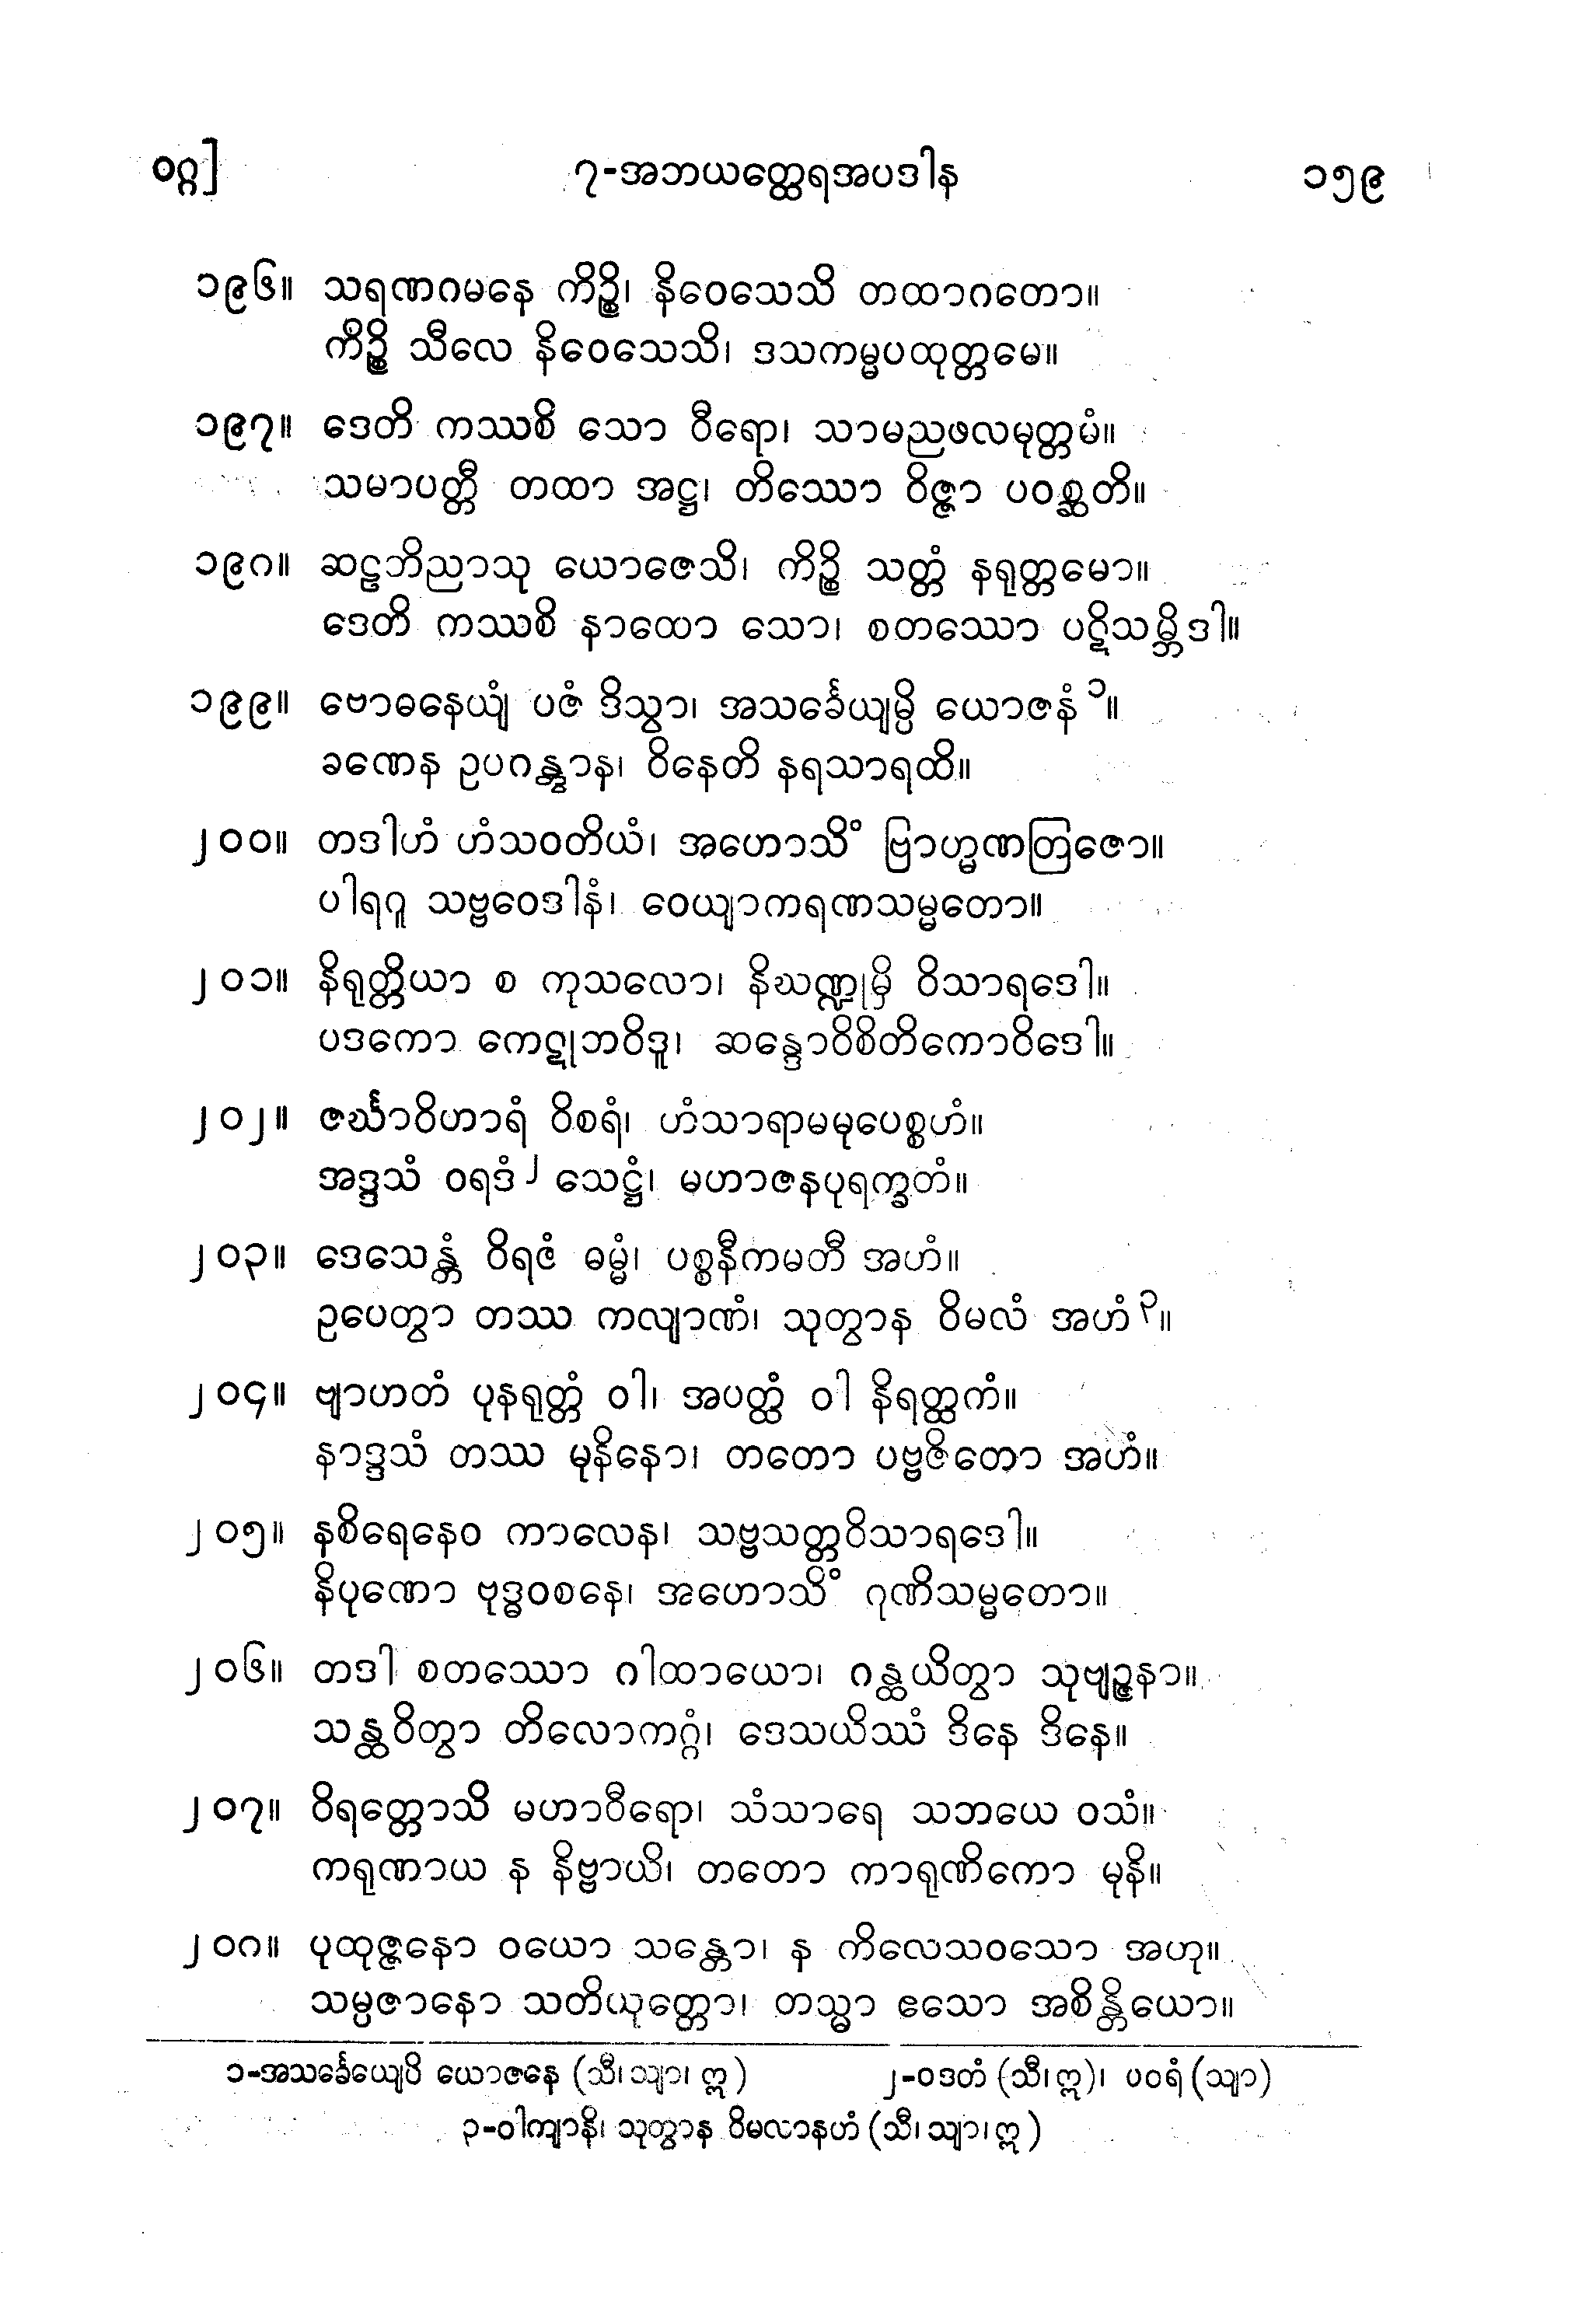 ဝဂ္ဂ] ၇-အဘယတ္ထေရအပဒါန ၁၅၉
၁၉၆။ သရဏဂမနေ ကိဉ္စိ၊ နိဝေသေသိ တထာဂတော။
ကိဉ္စိ သီလေ နိဝေသေသိ၊ ဒသကမ္မပထုတ္တမေ။
၁၉၇။ ဒေတိ ကဿစိ သော ဝီရော၊ သာမညဖလမုတ္တမံ။
သမာပတ္တီ တထာ အဋ္ဌ၊ တိဿော ဝိဇ္ဇာ ပဝစ္ဆတိ။
၁၉၈။ ဆဠဘိညာသု ယောဇေသိ၊ ကိဉ္စိ သတ္တံ နရုတ္တမော။
ဒေတိ ကဿစိ နာထော သော၊ စတဿော ပဋိသမ္ဘိဒါ။
၁၉၉။ ဗောဓနေယျံ ပဇံ ဒိသွာ၊ အသင်္ခေယျမ္ပိ ယောဇနံ ၁။
ခဏေန ဥပဂန္တွာန၊ ဝိနေတိ နရသာရထိ။
၂၀၀။ တဒါဟံ ဟံသဝတိယံ၊ အဟောသိံ ဗြာဟ္မဏတြဇော။
ပါရဂူ သဗ္ဗဝေဒါနံ၊ ဝေယျာကရဏသမ္မတော။
၂၀၁။ နိရုတ္တိယာ စ ကုသလော၊ နိဃဏ္ဍုမှိ ဝိသာရဒေါ။
ပဒကော ကေဋုဘဝိဒူ၊ ဆန္ဒောဝိစိတိကောဝိဒေါ။
၂၀၂။ ဇင်္ဃာဝိဟာရံ ဝိစရံ၊ ဟံသာရာမမုပေစ္စဟံ။
အဒ္ဒသံ ဝရဒံ ၂ သေဋ္ဌံ၊ မဟာဇနပုရက္ခတံ။
၂၀၃။ ဒေသေန္တံ ဝိရဇံ ဓမ္မံ၊ ပစ္စနီကမတီ အဟံ။
ဥပေတွာ တဿ ကလျာဏံ၊ သုတွာန ဝိမလံ အဟံ ၃။
၂၀၄။ ဗျာဟတံ ပုနရုတ္တံ ဝါ၊ အပတ္ထံ ဝါ နိရတ္ထကံ။
နာဒ္ဒသံ တဿ မုနိနော၊ တတော ပဗ္ဗဇိတော အဟံ။
၂၀၅။ နစိရေနေဝ ကာလေန၊ သဗ္ဗသတ္တဝိသာရဒေါ။
နိပုဏော ဗုဒ္ဓဝစနေ၊ အဟောသိံ ဂုဏိသမ္မတော။
၂၀၆။ တဒါ စတဿော ဂါထာယော၊ ဂန္ထယိတွာ သုဗျဉ္ဇနာ။
သန္ထဝိတွာ တိလောကဂ္ဂံ၊ ဒေသယိဿံ ဒိနေ ဒိနေ။
၂၀၇။ ဝိရတ္တောသိ မဟာဝီရော၊ သံသာရေ သဘယေ ဝသံ။
ကရုဏာယ န နိဗ္ဗာယိ၊ တတော ကာရုဏိကော မုနိ။
၂၀၈။ ပုထုဇ္ဇနော ဝယော သန္တော၊ န ကိလေသဝသော အဟု။
သမ္ပဇာနော သတိယုတ္တော၊ တသ္မာ ဧသော အစိန္တိယော။
၁-အသင်္ခေယျေပိ ယောဇနေ (သီ၊ သျာ၊ ဣ) ၂-ဝဒတံ (သီ၊ ဣ)၊ ပဝရံ (သျာ)
၃-ဝါကျာနိ၊ သုတွာန ဝိမလာနဟံ (သီ၊ သျာ၊ ဣ)